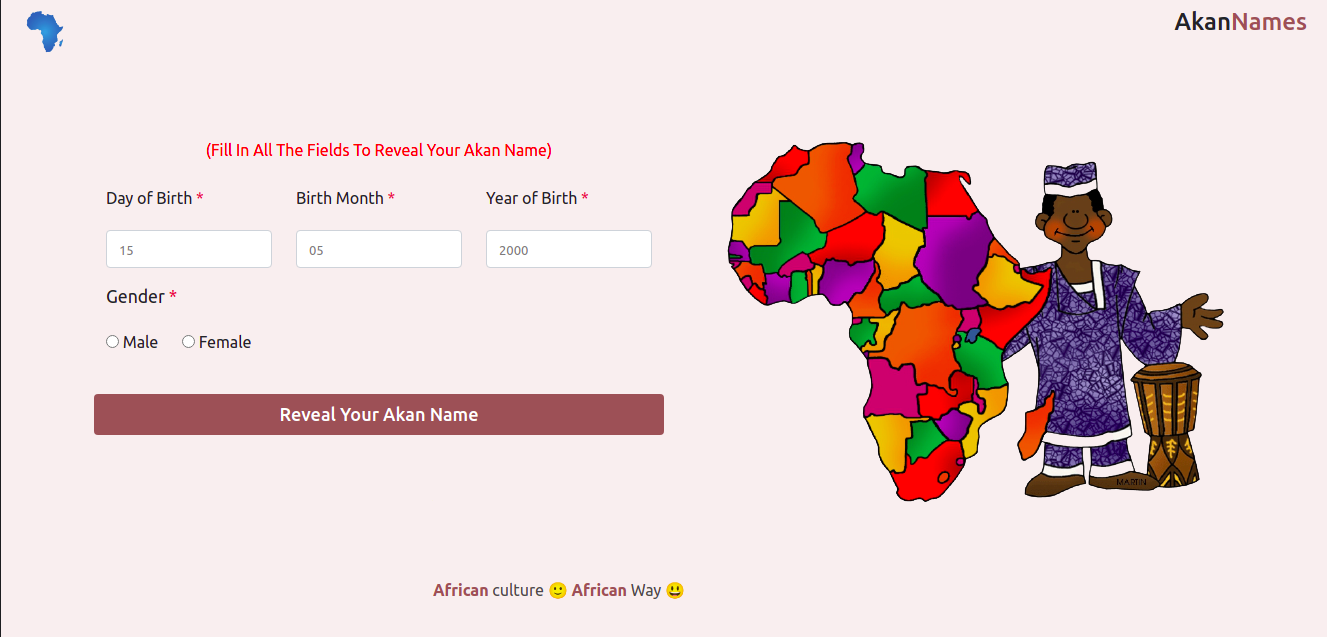 AkanNames
(Fill In All The Fields To Reveal Your Akan Name)
Day of Birth *
Birth Month *
Year of Birth *
15
05
2000
Gender *
Male
Female
Reveal Your Akan Name
MARTIN
African culture 🙂 African Way 😃